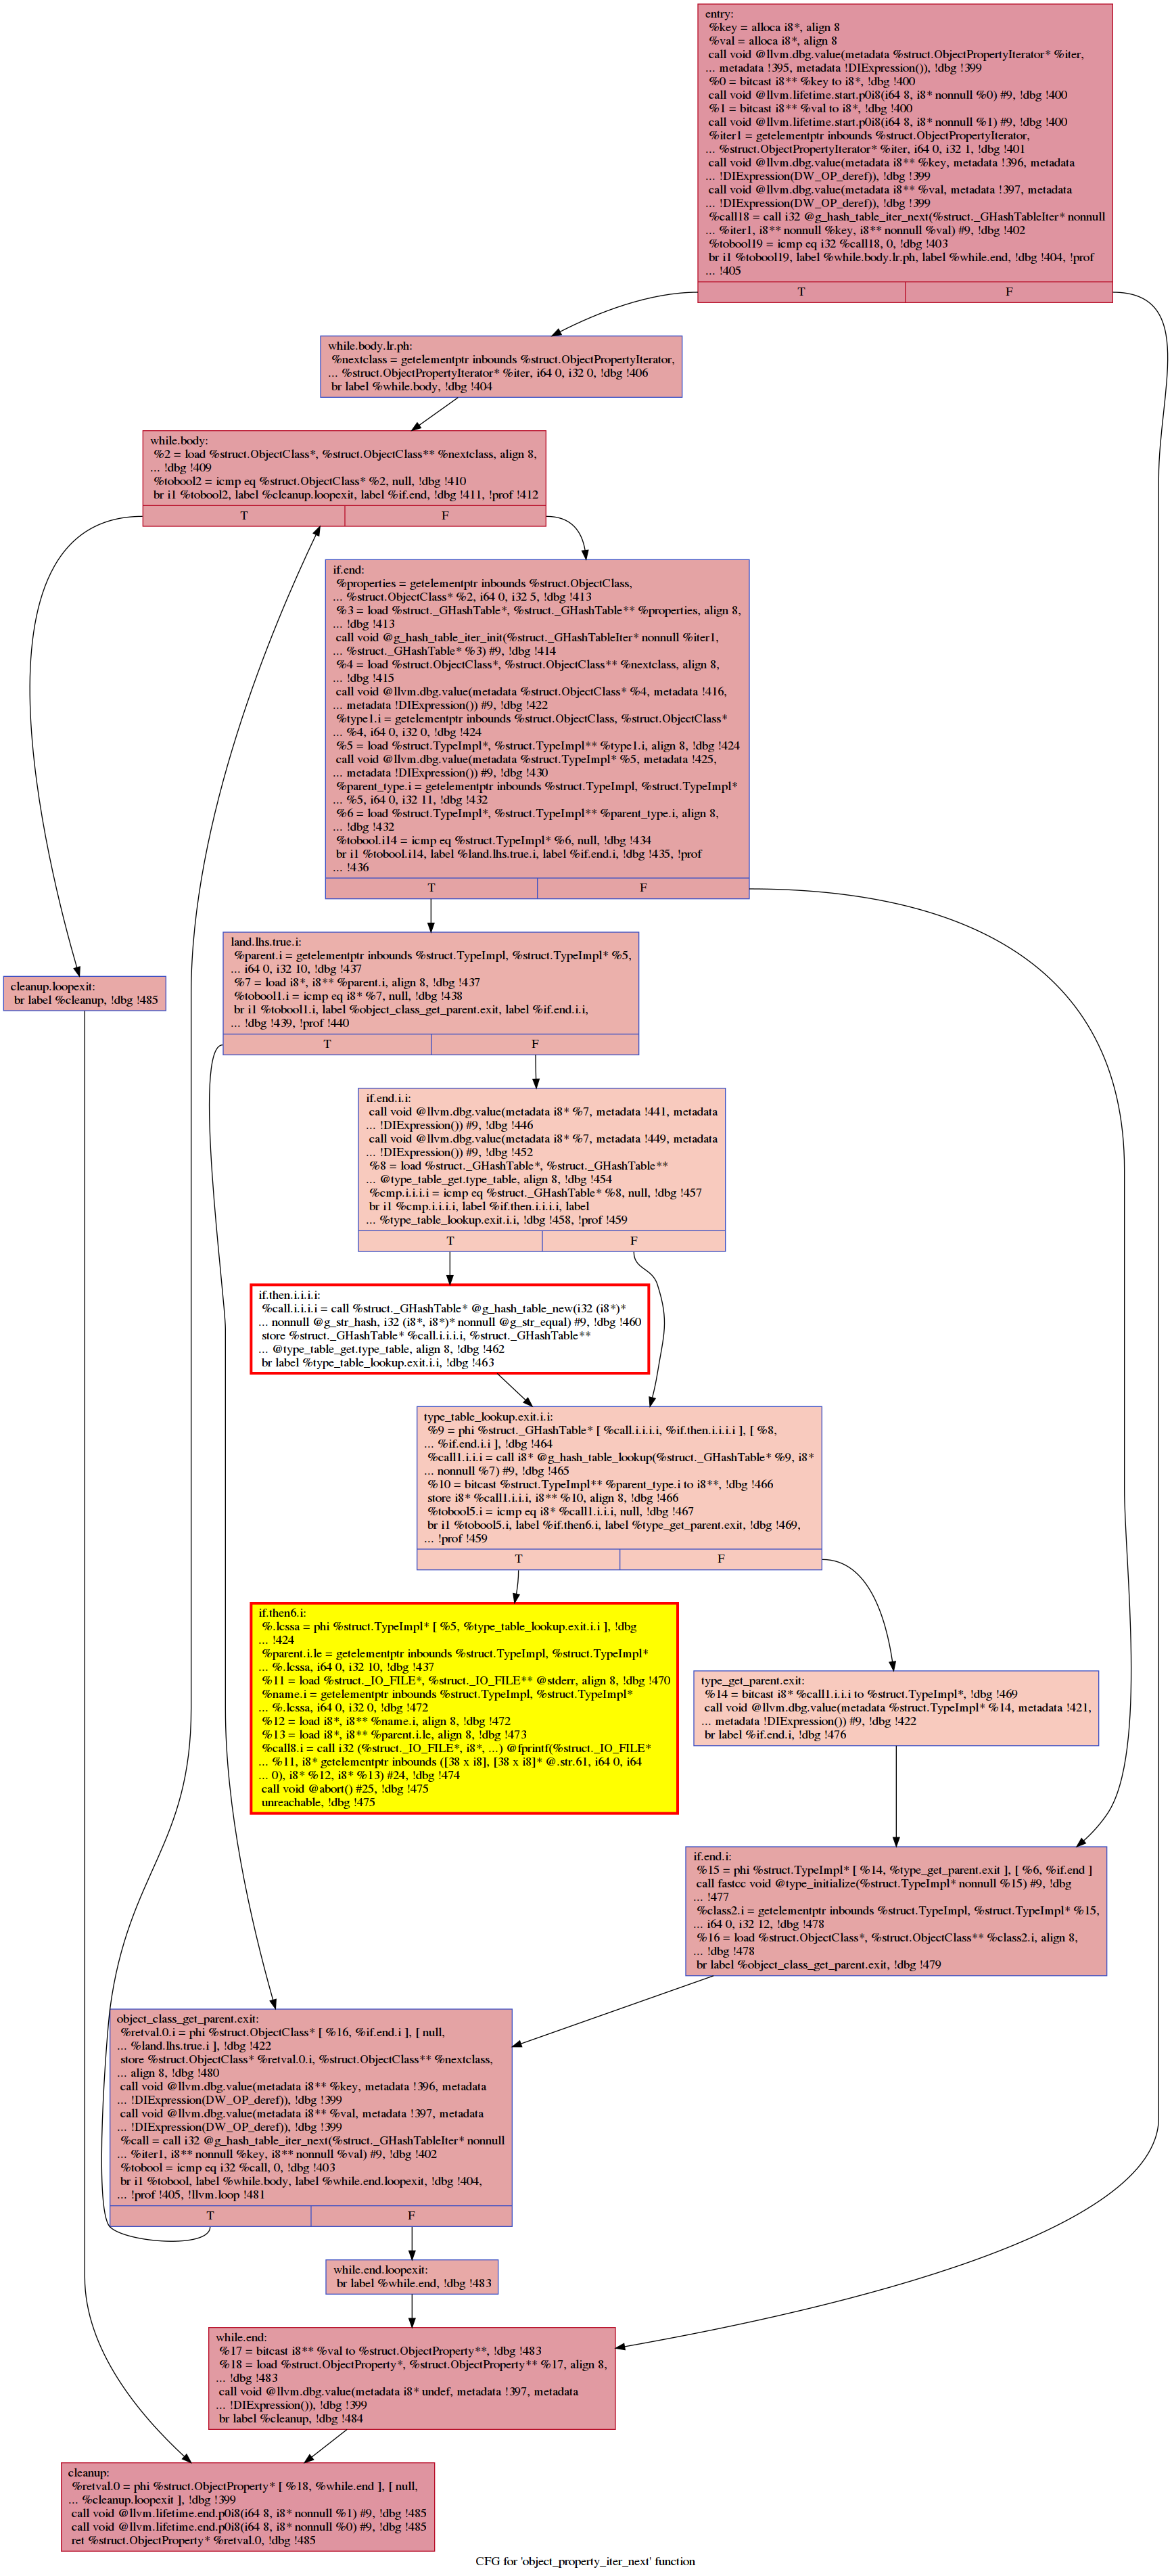 entry:
%key = alloca i8*, align 8
%val = alloca i8*, align 8
call void @llvm.dbg.value(metadata %struct.ObjectPropertyIterator* %iter,
... metadata !395, metadata !DIExpression()), !dbg !399
%0 = bitcast i8** %key to i8*, !dbg !400
call void @llvm.lifetime.start.p0i8(i64 8, i8* nonnull %0) #9, !dbg !400
%1 = bitcast i8** %val to i8*, !dbg !400
call void @llvm.lifetime.start.p0i8(i64 8, i8* nonnull %1) #9, !dbg !400
%iter1 = getelementptr inbounds %struct.ObjectPropertyIterator,
... %struct.ObjectPropertyIterator* %iter, i64 0, i32 1, !dbg !401
call void @llvm.dbg.value(metadata i8** %key, metadata !396, metadata
... !DIExpression(DW_OP_deref)), !dbg !399
call void @llvm.dbg.value(metadata i8** %val, metadata !397, metadata
... !DIExpression(DW_OP_deref)), !dbg !399
%call18 = call i32 @g_hash_table_iter_next(%struct._GHashTableIter* nonnull
... %iter1, i8** nonnull %key, i8** nonnull %val) #9, !dbg !402
%tobool19 = icmp eq i32 %call18, 0, !dbg !403
br i1 %tobool19, label %while.body.lr.ph, label %while.end, !dbg !404, !prof
... !405
T F
while.body.lr.ph:
%nextclass = getelementptr inbounds %struct.ObjectPropertyIterator,
... %struct.ObjectPropertyIterator* %iter, i64 0, i32 0, !dbg !406
br label %while.body, !dbg !404
while.body:
%2 = load %struct.ObjectClass*, %struct.ObjectClass** %nextclass, align 8,
... !dbg !409
%tobool2 = icmp eq %struct.ObjectClass* %2, null, !dbg !410
br i1 %tobool2, label %cleanup.loopexit, label %if.end, !dbg !411, !prof !412
T F
if.end:
%properties = getelementptr inbounds %struct.ObjectClass,
... %struct.ObjectClass* %2, i64 0, i32 5, !dbg !413
%3 = load %struct._GHashTable*, %struct._GHashTable** %properties, align 8,
... !dbg !413
call void @g_hash_table_iter_init(%struct._GHashTableIter* nonnull %iter1,
... %struct._GHashTable* %3) #9, !dbg !414
%4 = load %struct.ObjectClass*, %struct.ObjectClass** %nextclass, align 8,
... !dbg !415
call void @llvm.dbg.value(metadata %struct.ObjectClass* %4, metadata !416,
... metadata !DIExpression()) #9, !dbg !422
%type1.i = getelementptr inbounds %struct.ObjectClass, %struct.ObjectClass*
... %4, i64 0, i32 0, !dbg !424
%5 = load %struct.TypeImpl*, %struct.TypeImpl** %type1.i, align 8, !dbg !424
call void @llvm.dbg.value(metadata %struct.TypeImpl* %5, metadata !425,
... metadata !DIExpression()) #9, !dbg !430
%parent_type.i = getelementptr inbounds %struct.TypeImpl, %struct.TypeImpl*
... %5, i64 0, i32 11, !dbg !432
%6 = load %struct.TypeImpl*, %struct.TypeImpl** %parent_type.i, align 8,
... !dbg !432
%tobool.i14 = icmp eq %struct.TypeImpl* %6, null, !dbg !434
br i1 %tobool.i14, label %land.lhs.true.i, label %if.end.i, !dbg !435, !prof
... !436
T F
land.lhs.true.i:
%parent.i = getelementptr inbounds %struct.TypeImpl, %struct.TypeImpl* %5,
... i64 0, i32 10, !dbg !437
%7 = load i8*, i8** %parent.i, align 8, !dbg !437
%tobool1.i = icmp eq i8* %7, null, !dbg !438
br i1 %tobool1.i, label %object_class_get_parent.exit, label %if.end.i.i,
... !dbg !439, !prof !440
T F
cleanup.loopexit:
br label %cleanup, !dbg !485
if.end.i.i:
call void @llvm.dbg.value(metadata i8* %7, metadata !441, metadata
... !DIExpression()) #9, !dbg !446
call void @llvm.dbg.value(metadata i8* %7, metadata !449, metadata
... !DIExpression()) #9, !dbg !452
%8 = load %struct._GHashTable*, %struct._GHashTable**
... @type_table_get.type_table, align 8, !dbg !454
%cmp.i.i.i.i = icmp eq %struct._GHashTable* %8, null, !dbg !457
br i1 %cmp.i.i.i.i, label %if.then.i.i.i.i, label
... %type_table_lookup.exit.i.i, !dbg !458, !prof !459
T F
if.then.i.i.i.i:
%call.i.i.i.i = call %struct._GHashTable* @g_hash_table_new(i32 (i8*)*
... nonnull @g_str_hash, i32 (i8*, i8*)* nonnull @g_str_equal) #9, !dbg !460
store %struct._GHashTable* %call.i.i.i.i, %struct._GHashTable**
... @type_table_get.type_table, align 8, !dbg !462
br label %type_table_lookup.exit.i.i, !dbg !463
type_table_lookup.exit.i.i:
%9 = phi %struct._GHashTable* [ %call.i.i.i.i, %if.then.i.i.i.i ], [ %8,
... %if.end.i.i ], !dbg !464
%call1.i.i.i = call i8* @g_hash_table_lookup(%struct._GHashTable* %9, i8*
... nonnull %7) #9, !dbg !465
%10 = bitcast %struct.TypeImpl** %parent_type.i to i8**, !dbg !466
store i8* %call1.i.i.i, i8** %10, align 8, !dbg !466
%tobool5.i = icmp eq i8* %call1.i.i.i, null, !dbg !467
br i1 %tobool5.i, label %if.then6.i, label %type_get_parent.exit, !dbg !469,
... !prof !459
T F
if.then6.i:
%.lcssa = phi %struct.TypeImpl* [ %5, %type_table_lookup.exit.i.i ], !dbg
... !424
%parent.i.le = getelementptr inbounds %struct.TypeImpl, %struct.TypeImpl*
... %.lcssa, i64 0, i32 10, !dbg !437
%11 = load %struct._IO_FILE*, %struct._IO_FILE** @stderr, align 8, !dbg !470
%name.i = getelementptr inbounds %struct.TypeImpl, %struct.TypeImpl*
... %.lcssa, i64 0, i32 0, !dbg !472
%12 = load i8*, i8** %name.i, align 8, !dbg !472
%13 = load i8*, i8** %parent.i.le, align 8, !dbg !473
%call8.i = call i32 (%struct._IO_FILE*, i8*, ...) @fprintf(%struct._IO_FILE*
... %11, i8* getelementptr inbounds ([38 x i8], [38 x i8]* @.str.61, i64 0, i64
... 0), i8* %12, i8* %13) #24, !dbg !474
call void @abort() #25, !dbg !475
unreachable, !dbg !475
type_get_parent.exit:
%14 = bitcast i8* %call1.i.i.i to %struct.TypeImpl*, !dbg !469
call void @llvm.dbg.value(metadata %struct.TypeImpl* %14, metadata !421,
... metadata !DIExpression()) #9, !dbg !422
br label %if.end.i, !dbg !476
if.end.i:
%15 = phi %struct.TypeImpl* [ %14, %type_get_parent.exit ], [ %6, %if.end ]
call fastcc void @type_initialize(%struct.TypeImpl* nonnull %15) #9, !dbg
... !477
%class2.i = getelementptr inbounds %struct.TypeImpl, %struct.TypeImpl* %15,
... i64 0, i32 12, !dbg !478
%16 = load %struct.ObjectClass*, %struct.ObjectClass** %class2.i, align 8,
... !dbg !478
br label %object_class_get_parent.exit, !dbg !479
object_class_get_parent.exit:
%retval.0.i = phi %struct.ObjectClass* [ %16, %if.end.i ], [ null,
... %land.lhs.true.i ], !dbg !422
store %struct.ObjectClass* %retval.0.i, %struct.ObjectClass** %nextclass,
... align 8, !dbg !480
call void @llvm.dbg.value(metadata i8** %key, metadata !396, metadata
... !DIExpression(DW_OP_deref)), !dbg !399
call void @llvm.dbg.value(metadata i8** %val, metadata !397, metadata
... !DIExpression(DW_OP_deref)), !dbg !399
%call = call i32 @g_hash_table_iter_next(%struct._GHashTableIter* nonnull
... %iter1, i8** nonnull %key, i8** nonnull %val) #9, !dbg !402
%tobool = icmp eq i32 %call, 0, !dbg !403
br i1 %tobool, label %while.body, label %while.end.loopexit, !dbg !404,
... !prof !405, !llvm.loop !481
T F
while.end.loopexit:
br label %while.end, !dbg !483
while.end:
%17 = bitcast i8** %val to %struct.ObjectProperty**, !dbg !483
%18 = load %struct.ObjectProperty*, %struct.ObjectProperty** %17, align 8,
... !dbg !483
call void @llvm.dbg.value(metadata i8* undef, metadata !397, metadata
... !DIExpression()), !dbg !399
br label %cleanup, !dbg !484
cleanup:
%retval.0 = phi %struct.ObjectProperty* [ %18, %while.end ], [ null,
... %cleanup.loopexit ], !dbg !399
call void @llvm.lifetime.end.p0i8(i64 8, i8* nonnull %1) #9, !dbg !485
call void @llvm.lifetime.end.p0i8(i64 8, i8* nonnull %0) #9, !dbg !485
ret %struct.ObjectProperty* %retval.0, !dbg !485
CFG for 'object_property_iter_next' function